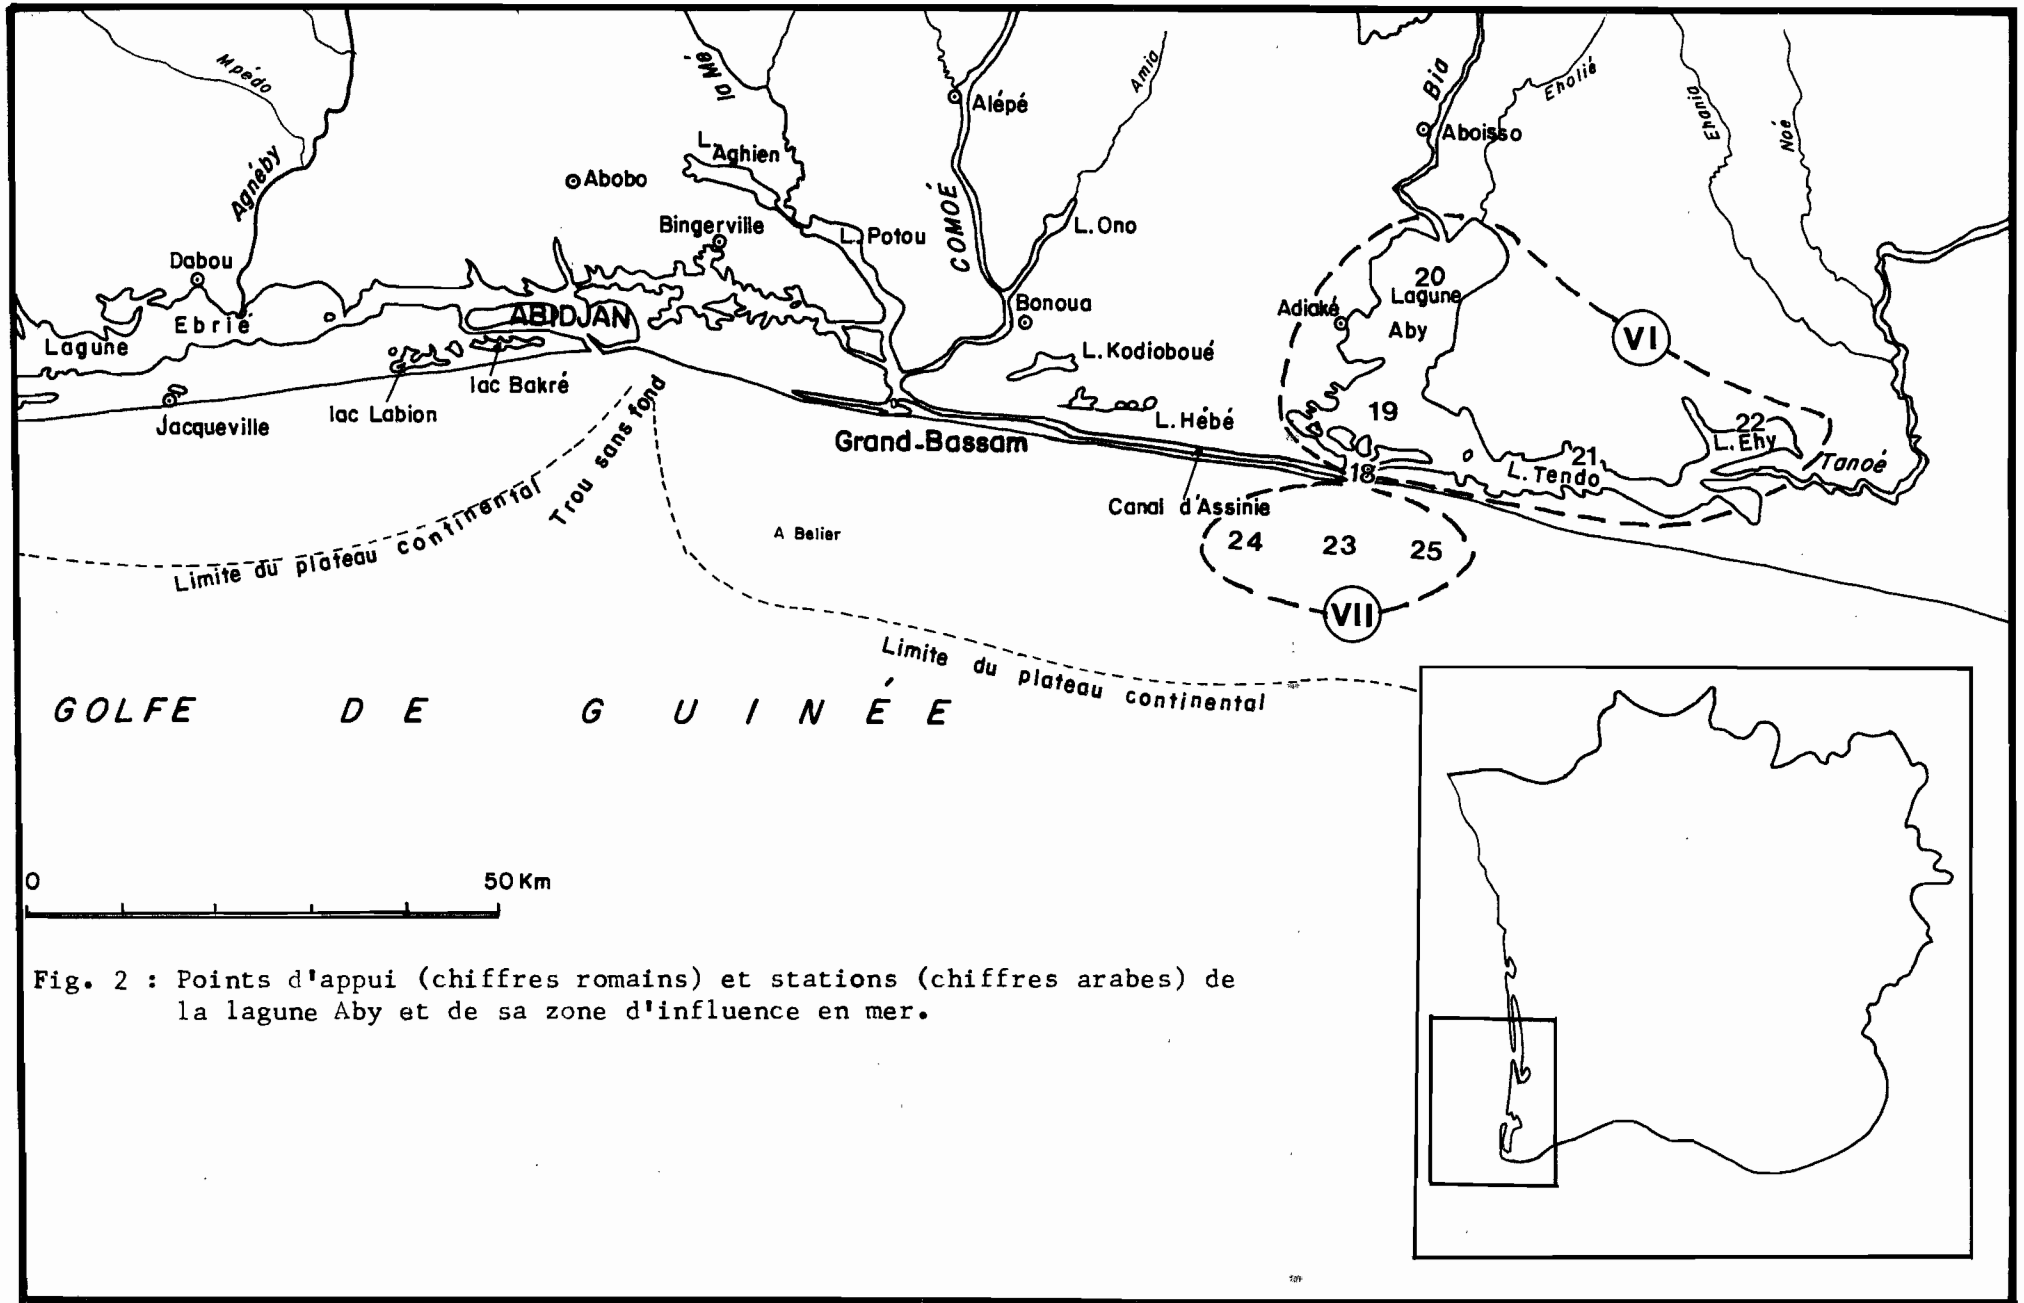 Mpédo
Agnéby
la Mé
Alépé
Amia
Bia
Eholié
Ehania
Noé
Aboisso
L. Aghien
Abobo
Bingerville
L. Potou
COMOÉ
L. Ono
Dabou
Ebrié
Lagune
ABIDJAN
Bonoua
Adiaké
20
Lagune
Aby
VI
L. Kodioboué
lac Bakré
lac Labion
Jacqueville
L. Hébé
19
22
L. Ehy
Tanoé
21
L. Tendo
18
Grand-Bassam
Canal d'Assinie
Trou sans fond
A Belier
24
23
25
VII
Limite du plateau continental
Limite du plateau continental
GOLFE DE GUINÉE
0
50 Km
Fig. 2 : Points d'appui (chiffres romains) et stations (chiffres arabes) de
la lagune Aby et de sa zone d'influence en mer.